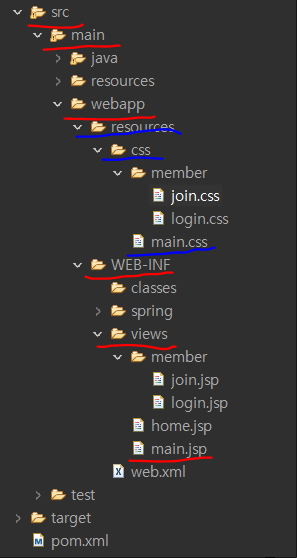 src
main
java
resources
webapp
resources
css
member
join.css
login.css
main.css
WEB-INF
classes
spring
views
member
join.jsp
login.jsp
home.jsp
main.jsp
web.xml
test
target
pom.xml